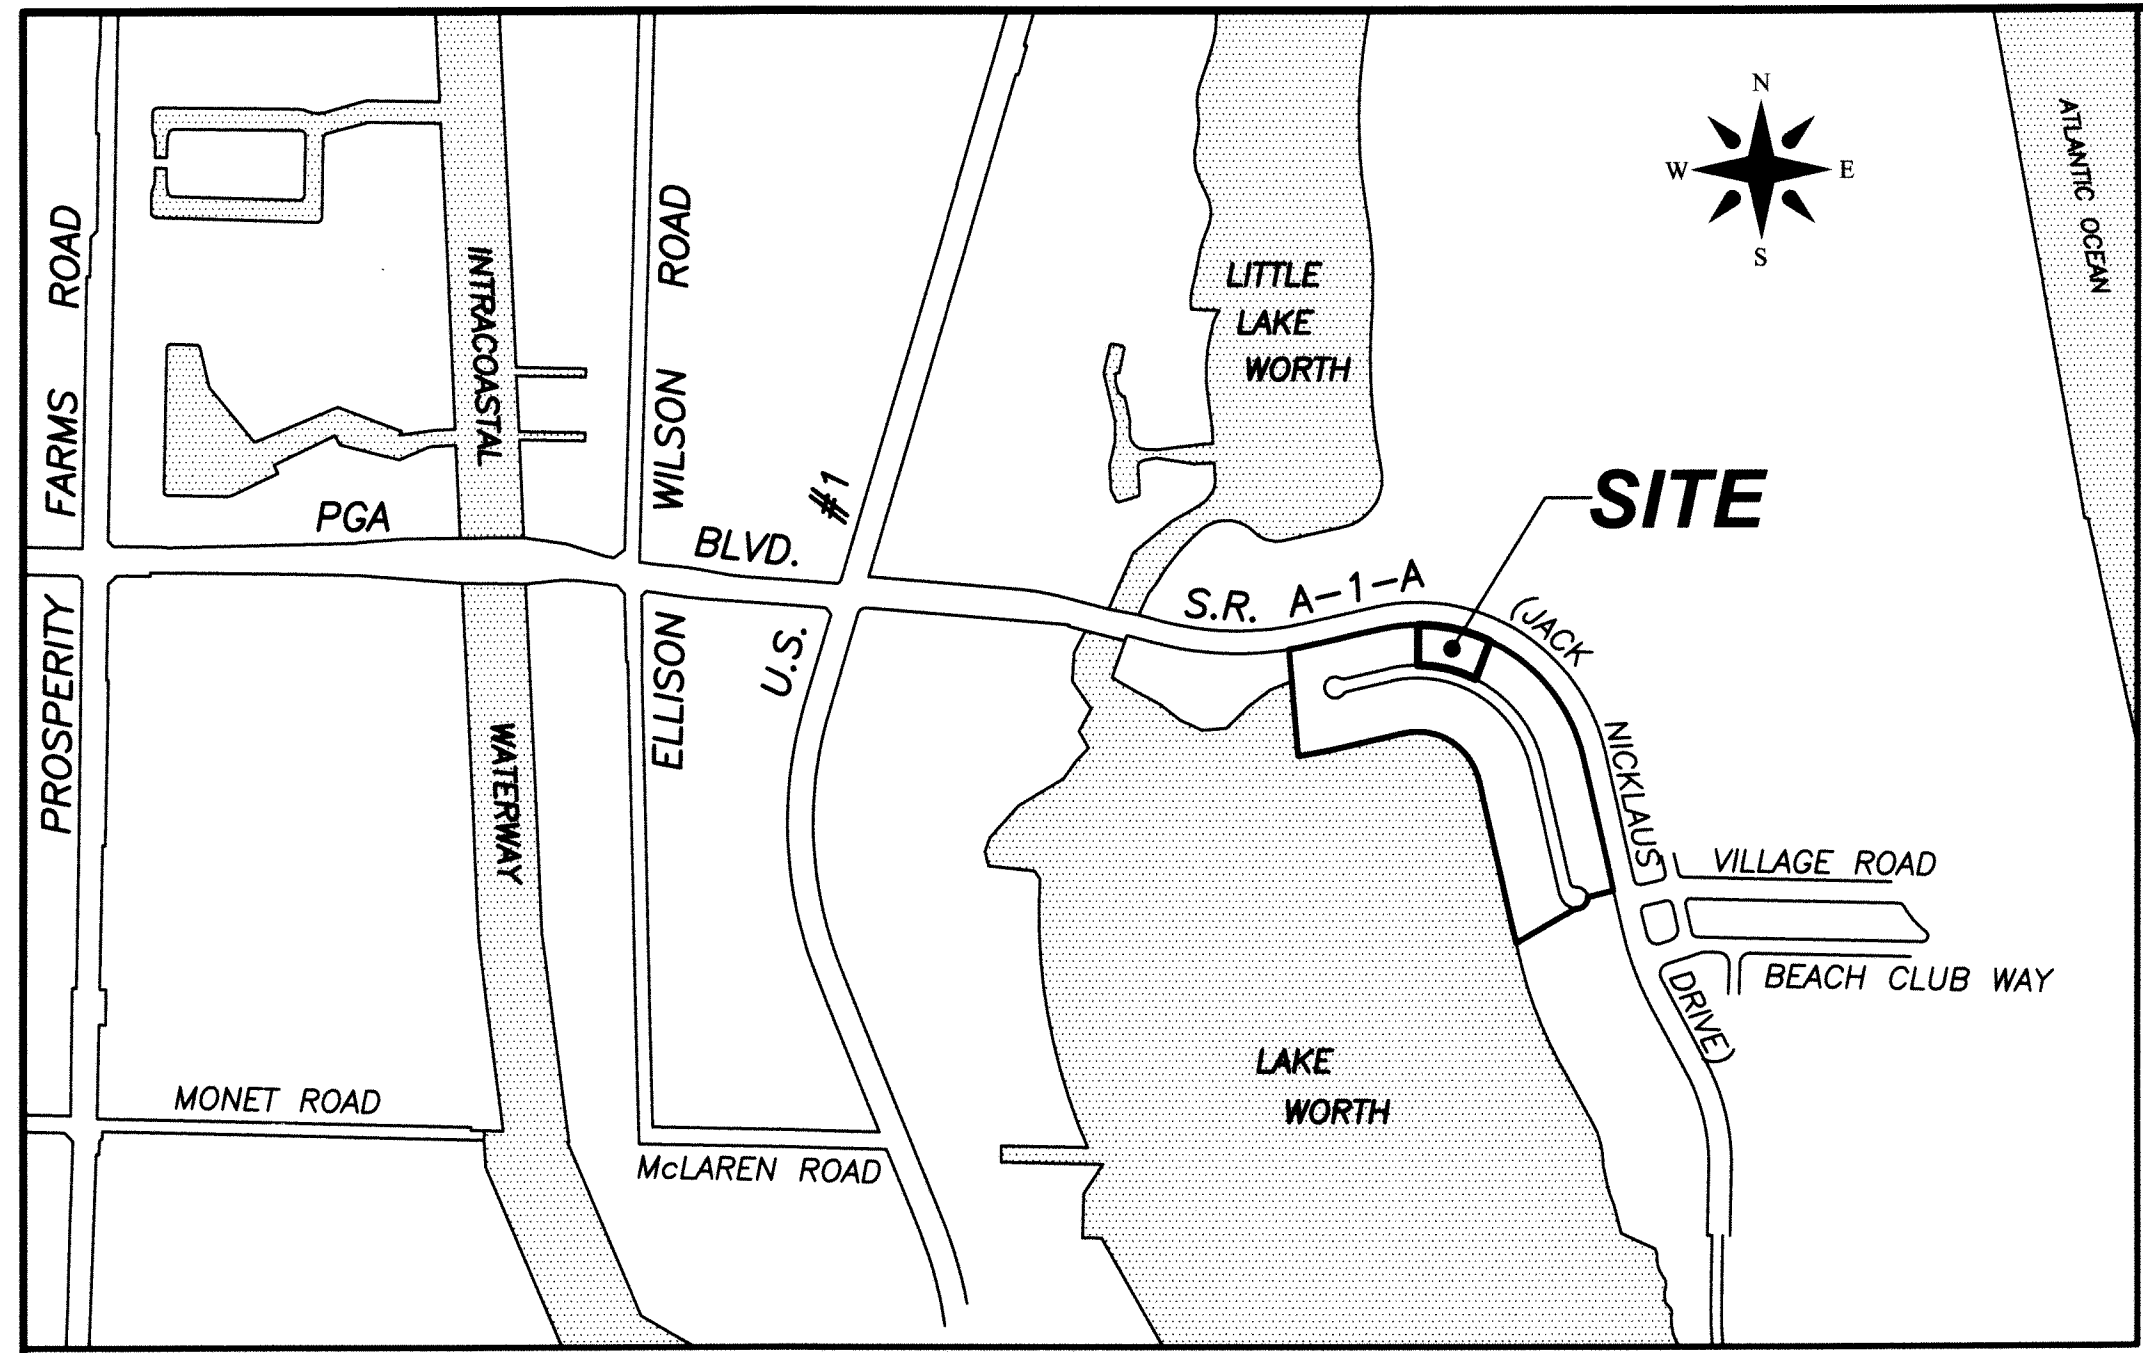 N
W
E
S
ATLANTIC OCEAN
PROSPERITY FARMS ROAD
INTRACOASTAL
WATERWAY
WILSON ROAD
ELLISON
LITTLE
LAKE
WORTH
SITE
PGA BLVD.
U.S. #1
S.R. A-1-A
(JACK NICKLAUS DRIVE)
VILLAGE ROAD
BEACH CLUB WAY
LAKE
WORTH
MONET ROAD
McLAREN ROAD